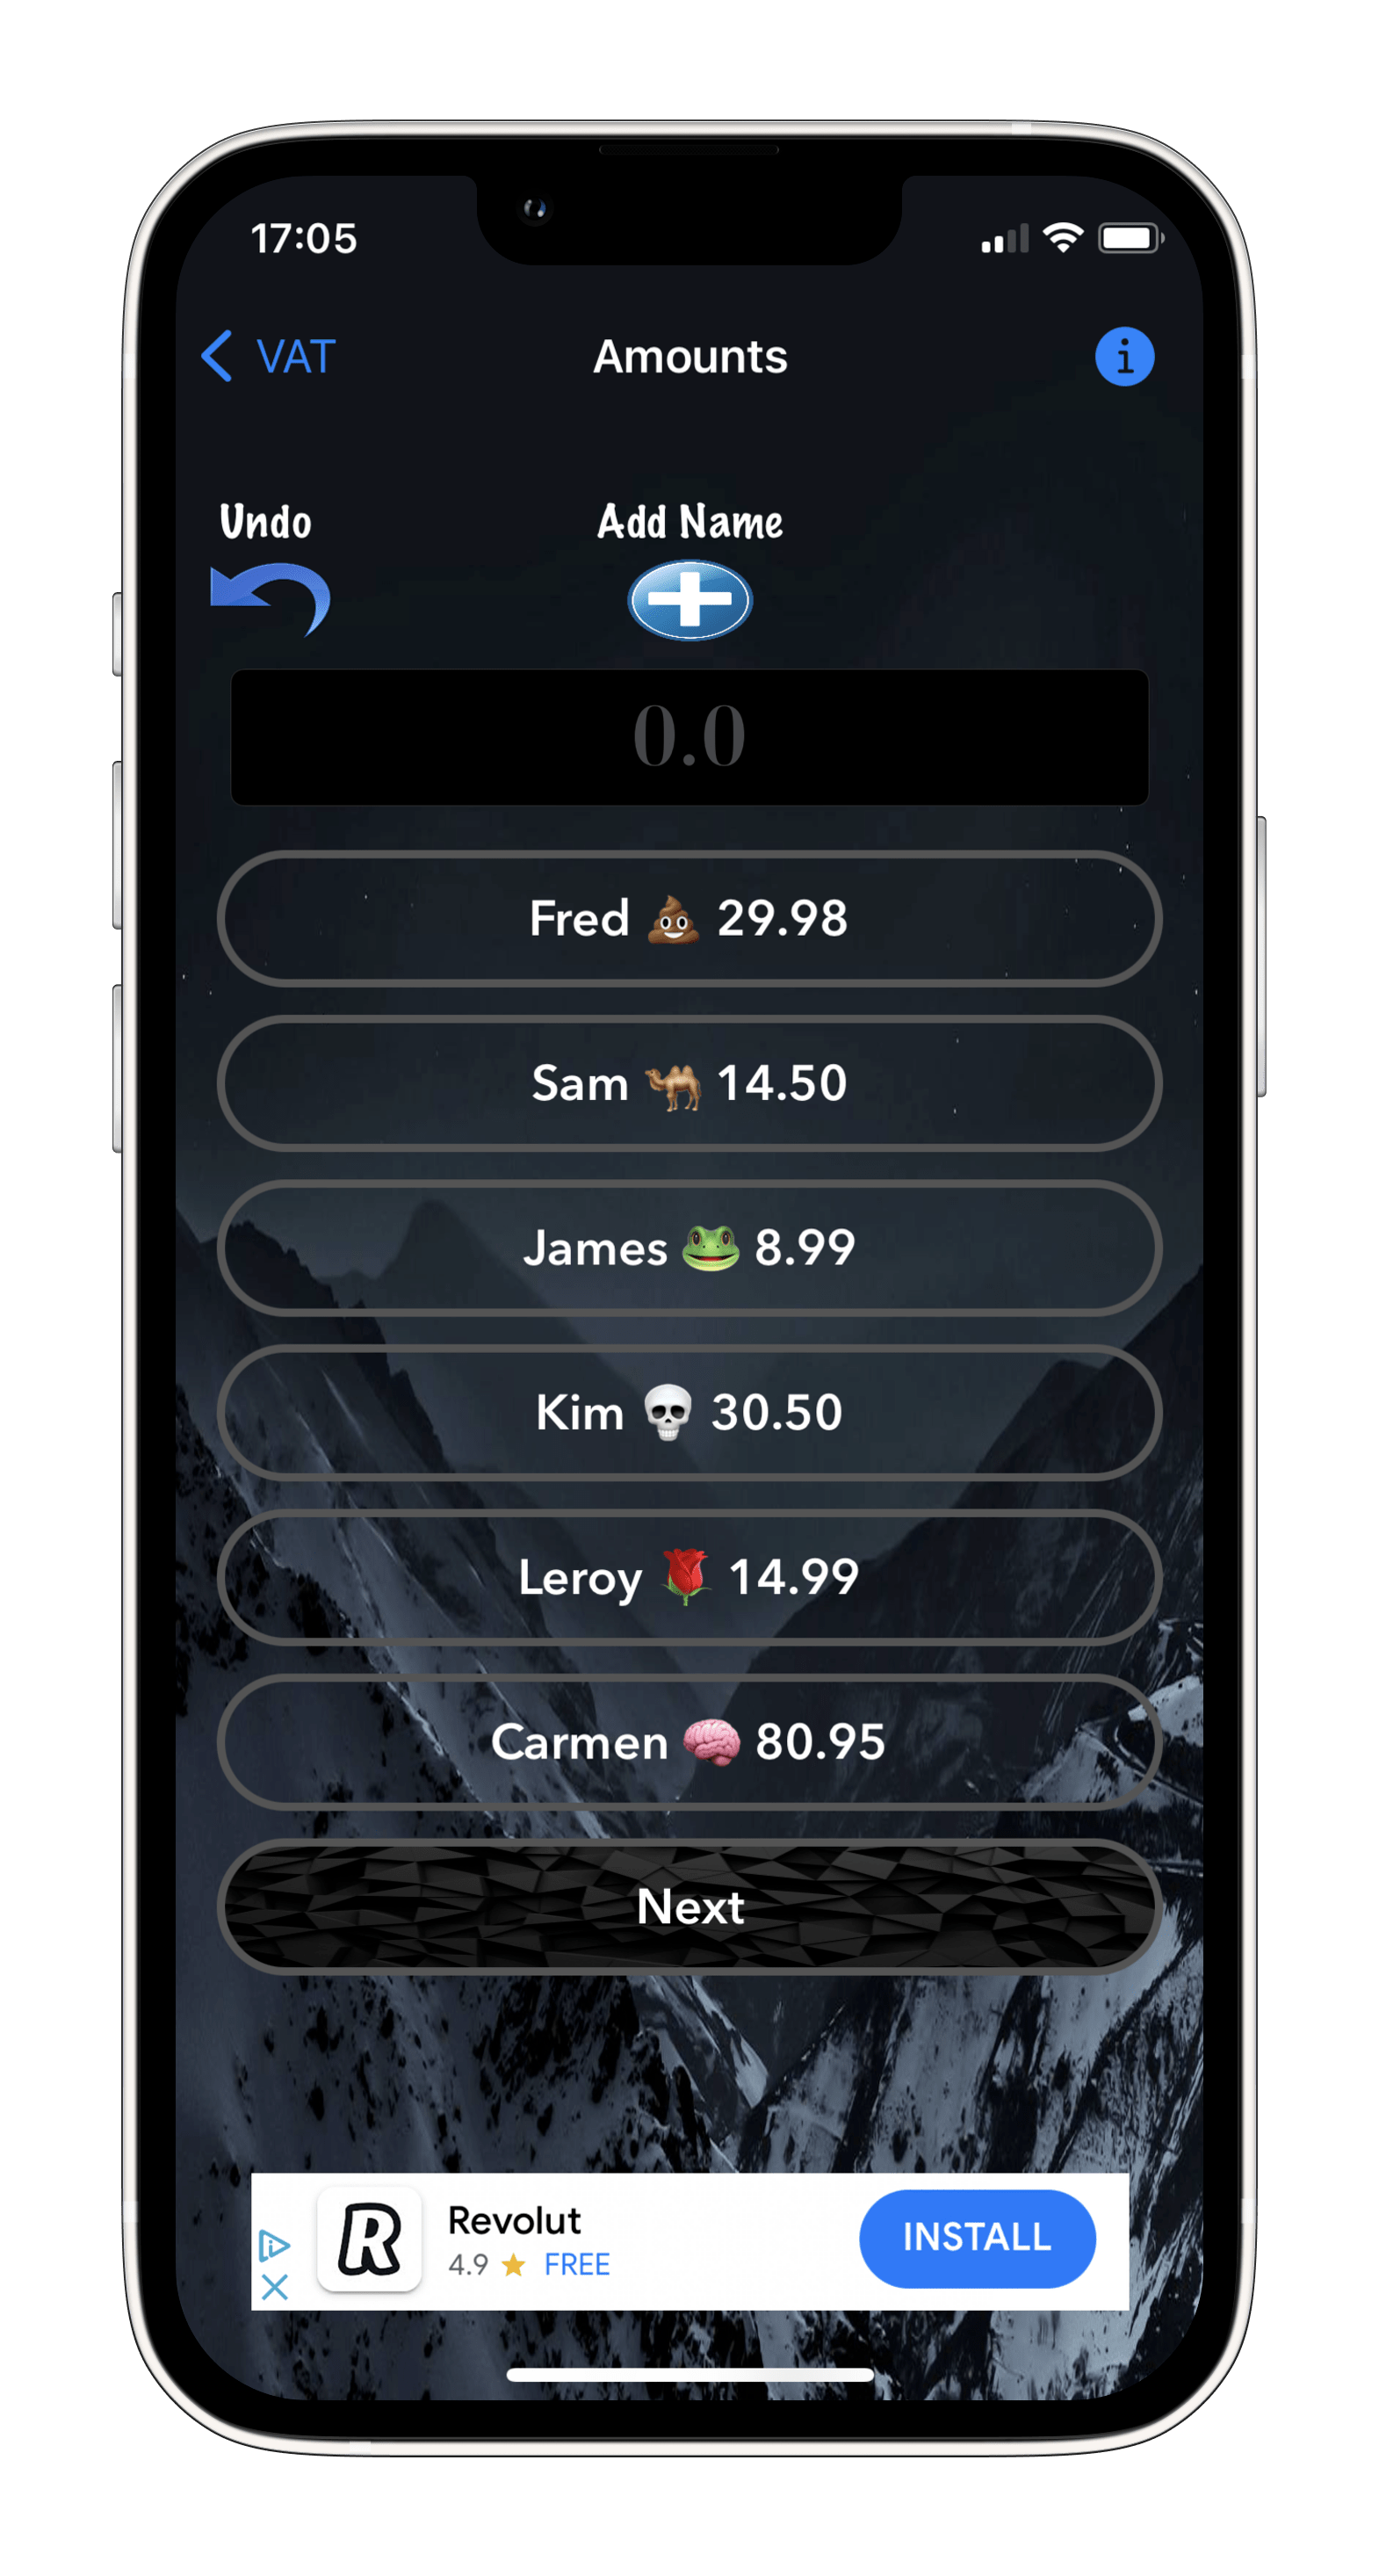 17:05
VAT
Amounts
i
Undo
Add Name
0.0
Fred 💩 29.98
Sam 🐫 14.50
James 🐸 8.99
Kim 💀 30.50
Leroy 🌹 14.99
Carmen 🧠 80.95
Next
R
Revolut
4.9 ★ FREE
INSTALL